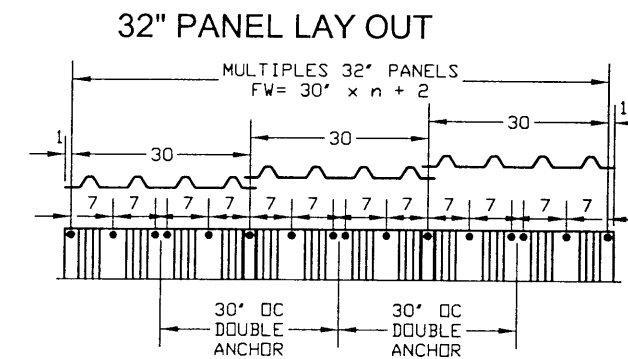 32" PANEL LAY OUT
MULTIPLES 32" PANELS
FW= 30" x n + 2
1
30
30
30
1
7 7 7 7 7 7 7 7 7 7 7 7
30" OC
DOUBLE
ANCHOR
30" OC
DOUBLE
ANCHOR